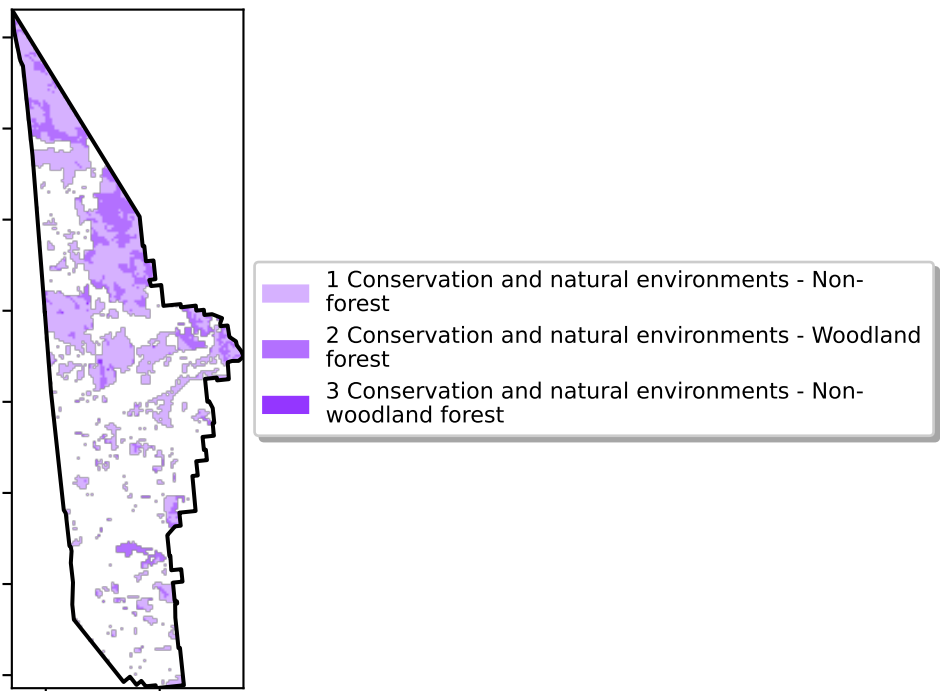 1 Conservation and natural environments - Non-
forest
2 Conservation and natural environments - Woodland
forest
3 Conservation and natural environments - Non-
woodland forest